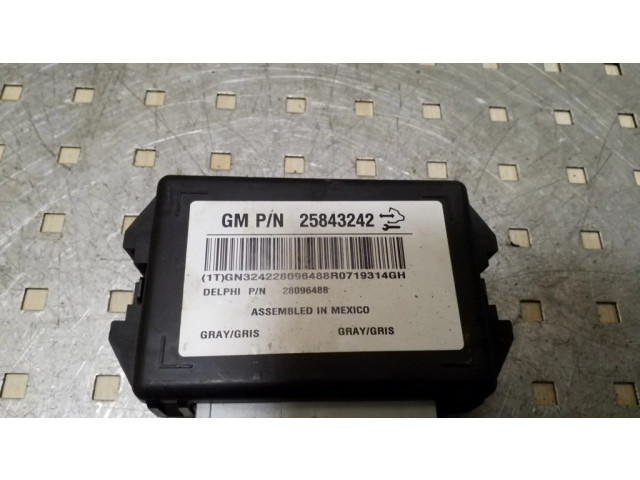 GM P/N 25843242
(1T)GN324228096488R0719314GH
DELPHI P/N 28096488
ASSEMBLED IN MEXICO
GRAY/GRIS GRAY/GRIS